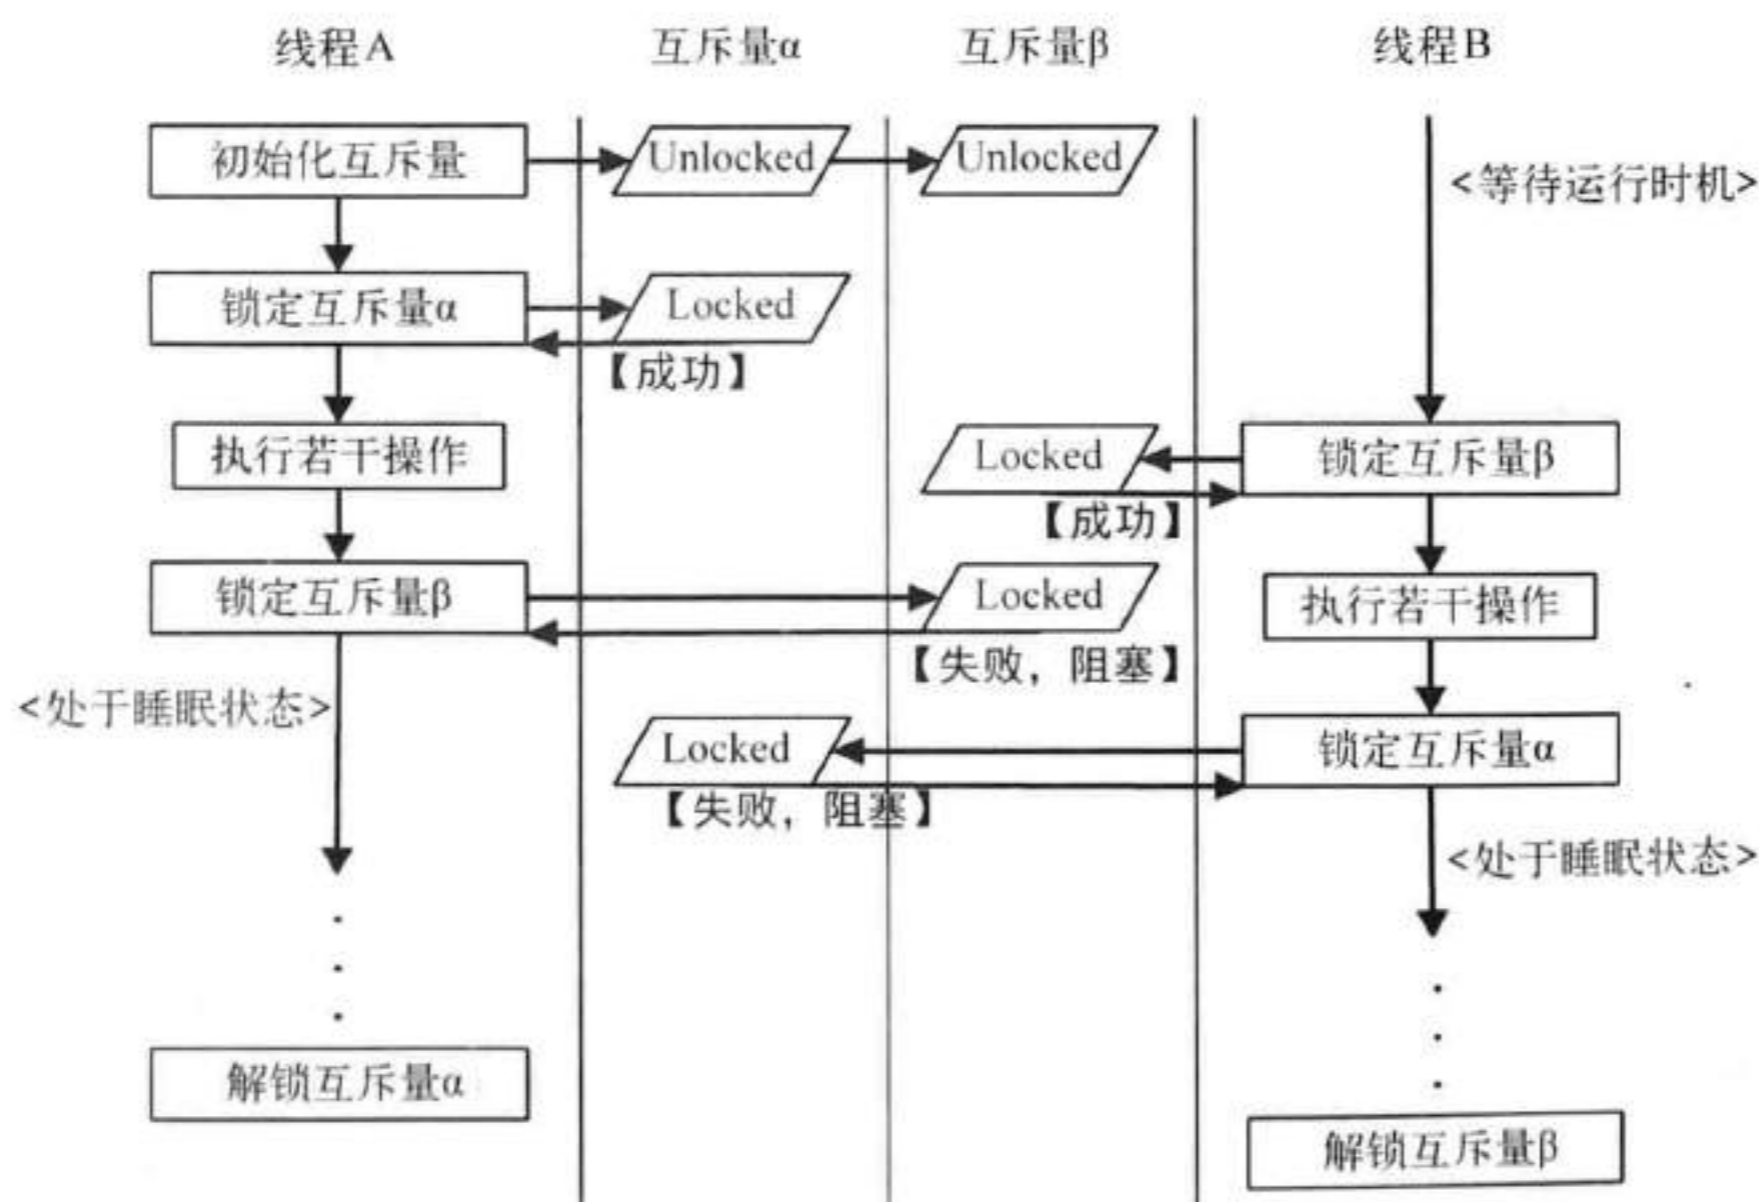 线程A 互斥量α 互斥量β 线程B
初始化互斥量 Unlocked Unlocked
<等待运行时机>
锁定互斥量α Locked
【成功】
执行若干操作 Locked 锁定互斥量β
【成功】
锁定互斥量β Locked 执行若干操作
【失败，阻塞】
<处于睡眠状态>
Locked 锁定互斥量α
【失败，阻塞】
<处于睡眠状态>
解锁互斥量α
解锁互斥量β